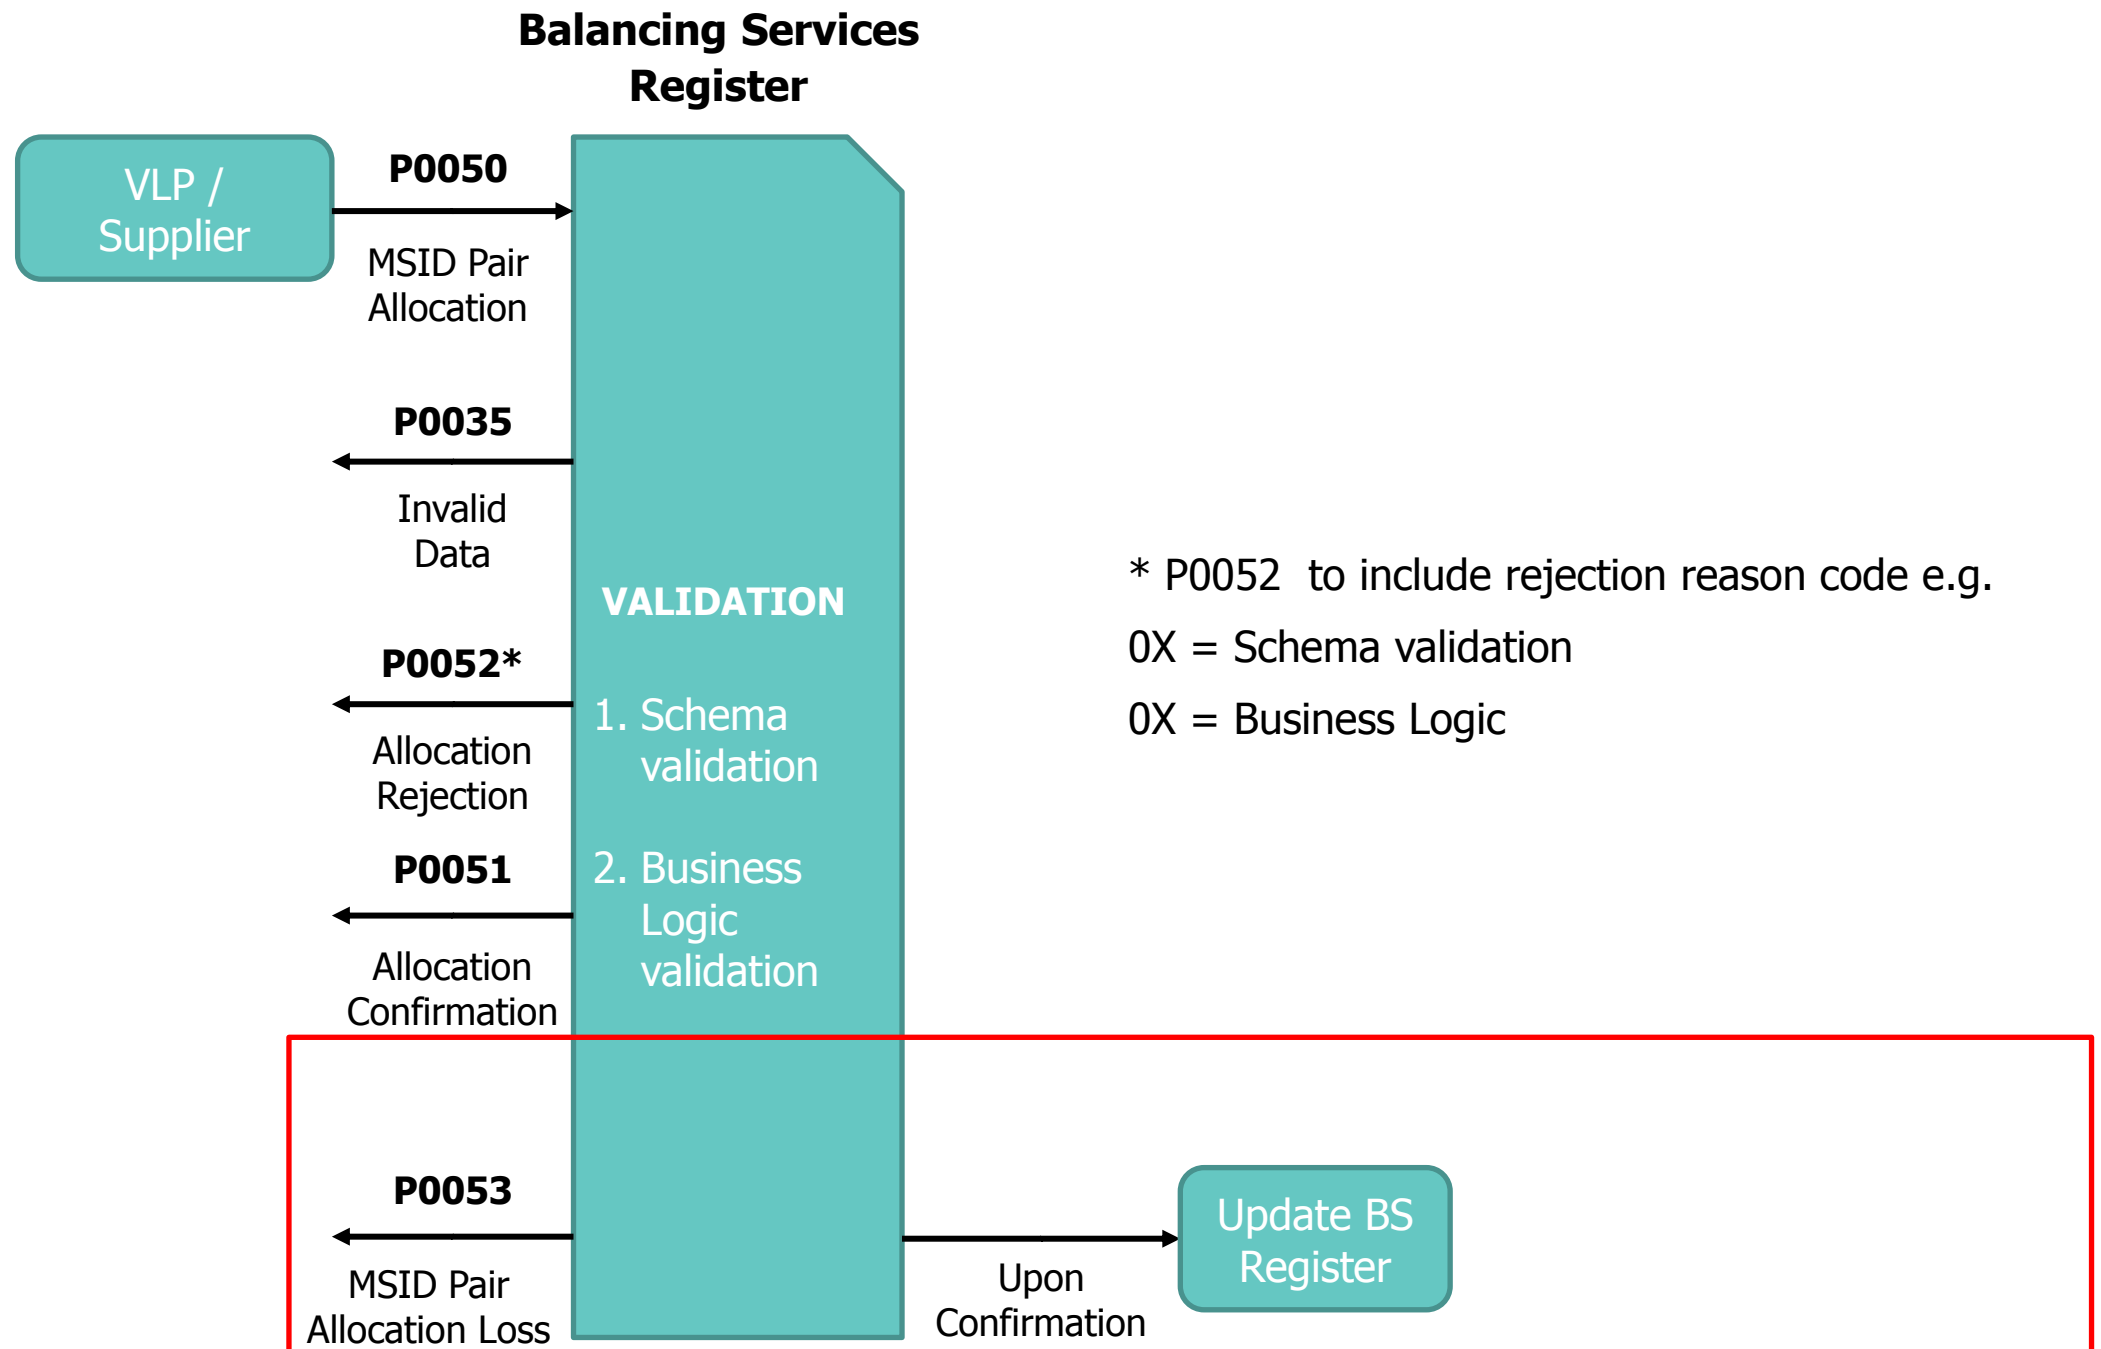 Balancing Services
Register
VLP /
Supplier
P0050
MSID Pair
Allocation
P0035
Invalid
Data
P0052*
Allocation
Rejection
P0051
Allocation
Confirmation
VALIDATION
1. Schema
validation
2. Business
Logic
validation
* P0052  to include rejection reason code e.g.
0X = Schema validation
0X = Business Logic
P0053
MSID Pair
Allocation Loss
Upon
Confirmation
Update BS
Register